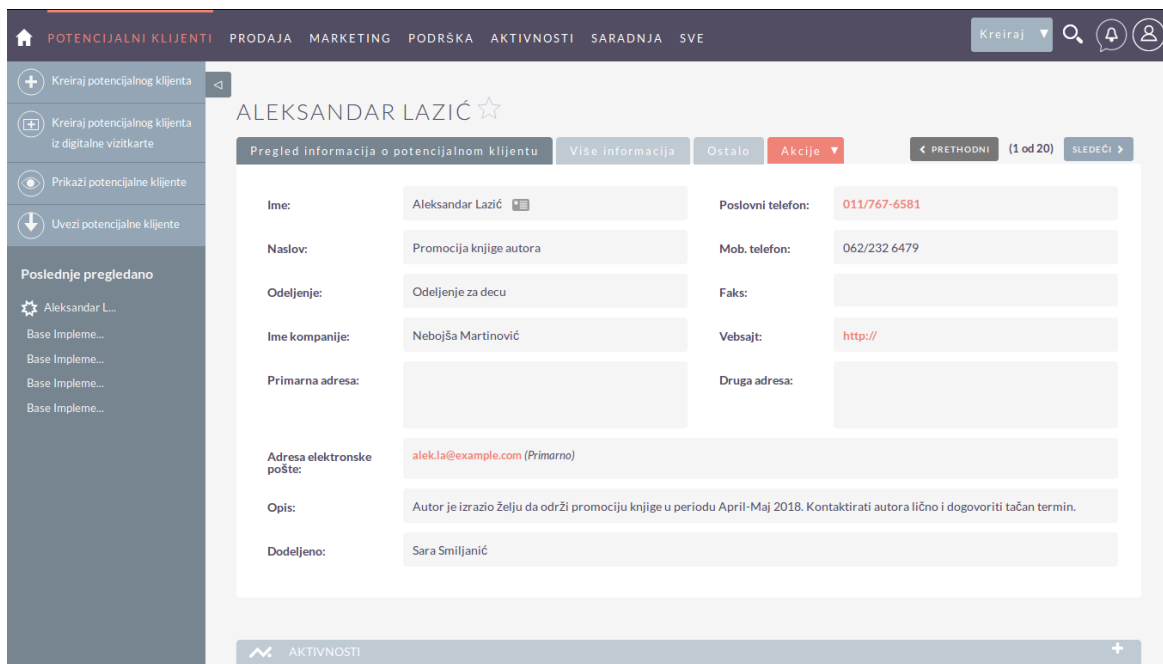 POTENCIJALNI KLIJENTI PRODAJA MARKETING PODRŠKA AKTIVNOSTI SARADNJA SVE Kreiraj
Kreiraj potencijalnog klijenta
Kreiraj potencijalnog klijenta
iz digitalne vizitkarte
Prikaži potencijalne klijente
Uvezi potencijalne klijente
Poslednje pregledano
Aleksandar L...
Base Impleme...
Base Impleme...
Base Impleme...
Base Impleme...
ALEKSANDAR LAZIĆ
Pregled informacija o potencijalnom klijentu Više informacija Ostalo Akcije PRETHODNI (1 od 20) SLEDEĆI
Ime: Aleksandar Lazić Poslovni telefon: 011/767-6581
Naslov: Promocija knjige autora Mob. telefon: 062/232 6479
Odeljenje: Odeljenje za decu Faks:
Ime kompanije: Nebojša Martinović Vebsajt: http://
Primarna adresa: Druga adresa:
Adresa elektronske
pošte: alek.la@example.com (Primarno)
Opis: Autor je izrazio želju da održi promociju knjige u periodu April-Maj 2018. Kontaktirati autora lično i dogovoriti tačan termin.
Dodeljeno: Sara Smiljanić
AKTIVNOSTI